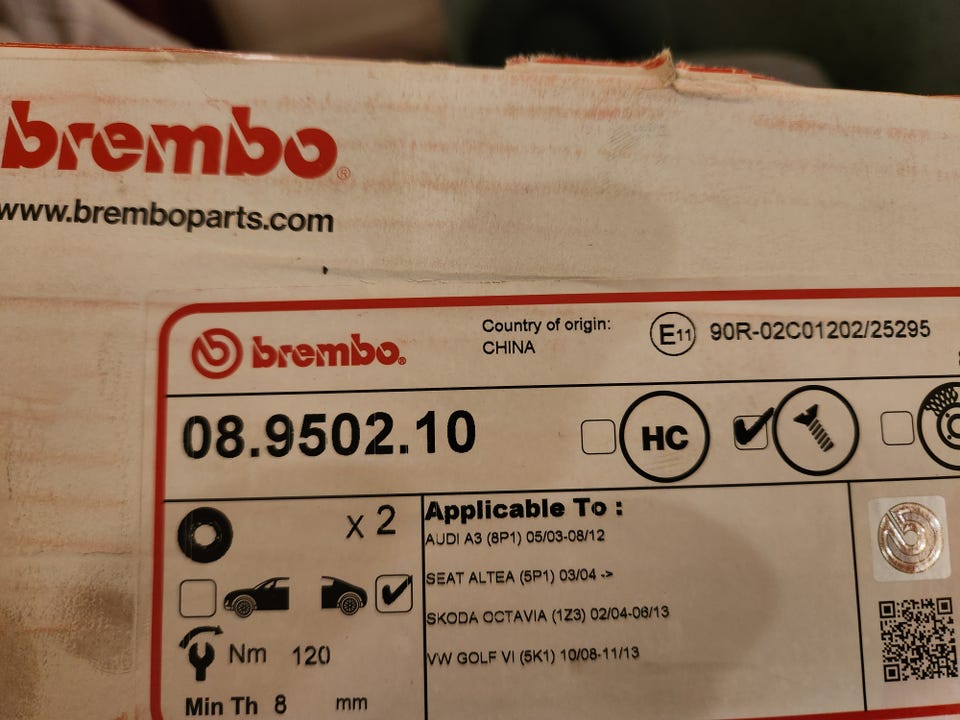 brembo®
www.bremboparts.com
brembo®
Country of origin:
CHINA
E11
90R-02C01202/25295
08.9502.10
HC
x 2
Applicable To :
AUDI A3 (8P1) 05/03-08/12
SEAT ALTEA (5P1) 03/04 ->
SKODA OCTAVIA (1Z3) 02/04-06/13
VW GOLF VI (5K1) 10/08-11/13
Nm 120
Min Th 8 mm